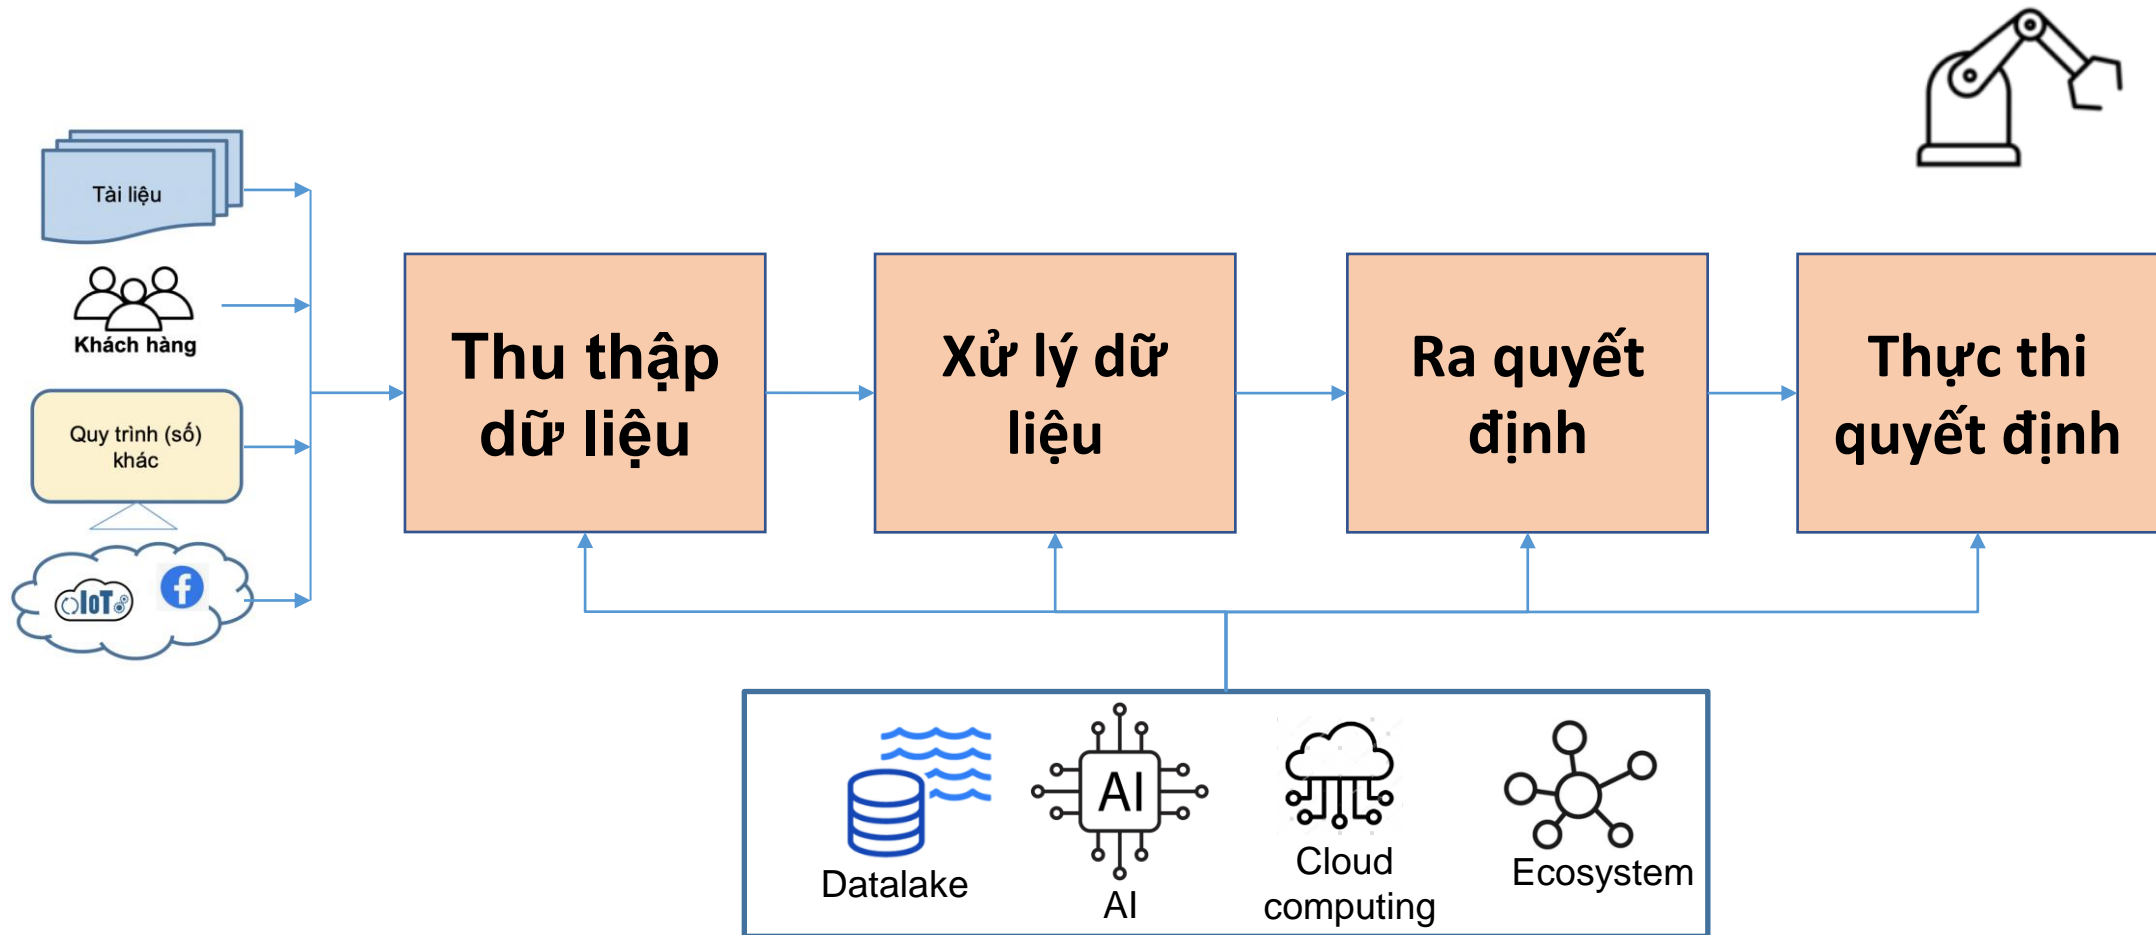 Tài liệu
Khách hàng
Quy trình (số)
khác
IoT
Thu thập
dữ liệu
Xử lý dữ
liệu
Ra quyết
định
Thực thi
quyết định
AI
Datalake
AI
Cloud
computing
Ecosystem